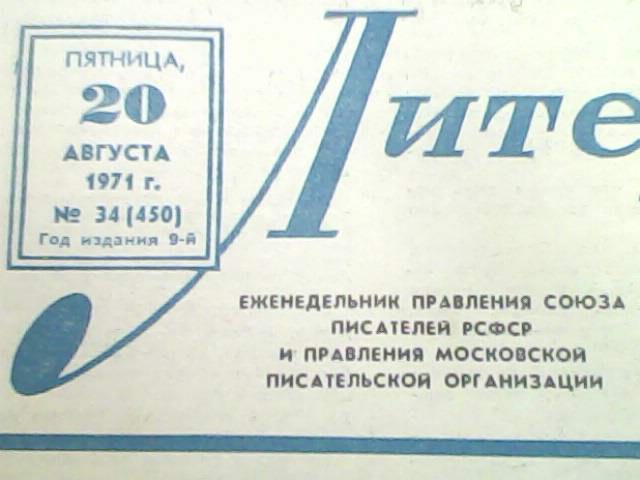 ПЯТНИЦА,
20
АВГУСТА
1971 г.
№ 34 (450)
Год издания 9-й
Лите
ЕЖЕНЕДЕЛЬНИК ПРАВЛЕНИЯ СОЮЗА
ПИСАТЕЛЕЙ РСФСР
И ПРАВЛЕНИЯ МОСКОВСКОЙ
ПИСАТЕЛЬСКОЙ ОРГАНИЗАЦИИ